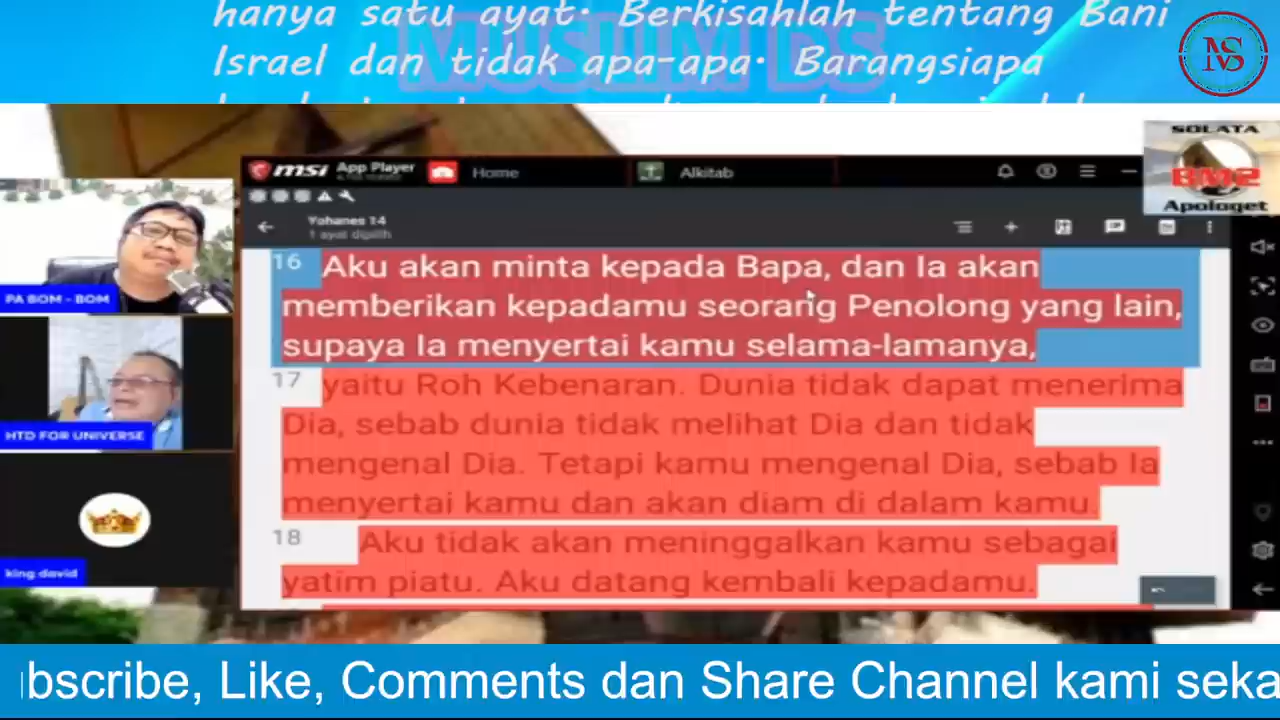 hanya satu ayat. Berkisahlah tentang Bani
Israel dan tidak apa-apa. Barangsiapa
MUSLIM DS
MS
SOLATA
BM2
Apologet
msi App Player
Home
Alkitab
Yohanes 14
1 ayat dipilih
16 Aku akan minta kepada Bapa, dan Ia akan
memberikan kepadamu seorang Penolong yang lain,
supaya Ia menyertai kamu selama-lamanya,
17 yaitu Roh Kebenaran. Dunia tidak dapat menerima
Dia, sebab dunia tidak melihat Dia dan tidak
mengenal Dia. Tetapi kamu mengenal Dia, sebab Ia
menyertai kamu dan akan diam di dalam kamu.
18 Aku tidak akan meninggalkan kamu sebagai
yatim piatu. Aku datang kembali kepadamu.
PA BOM - BOM
HTD FOR UNIVERSE
king david
ubscribe, Like, Comments dan Share Channel kami seka